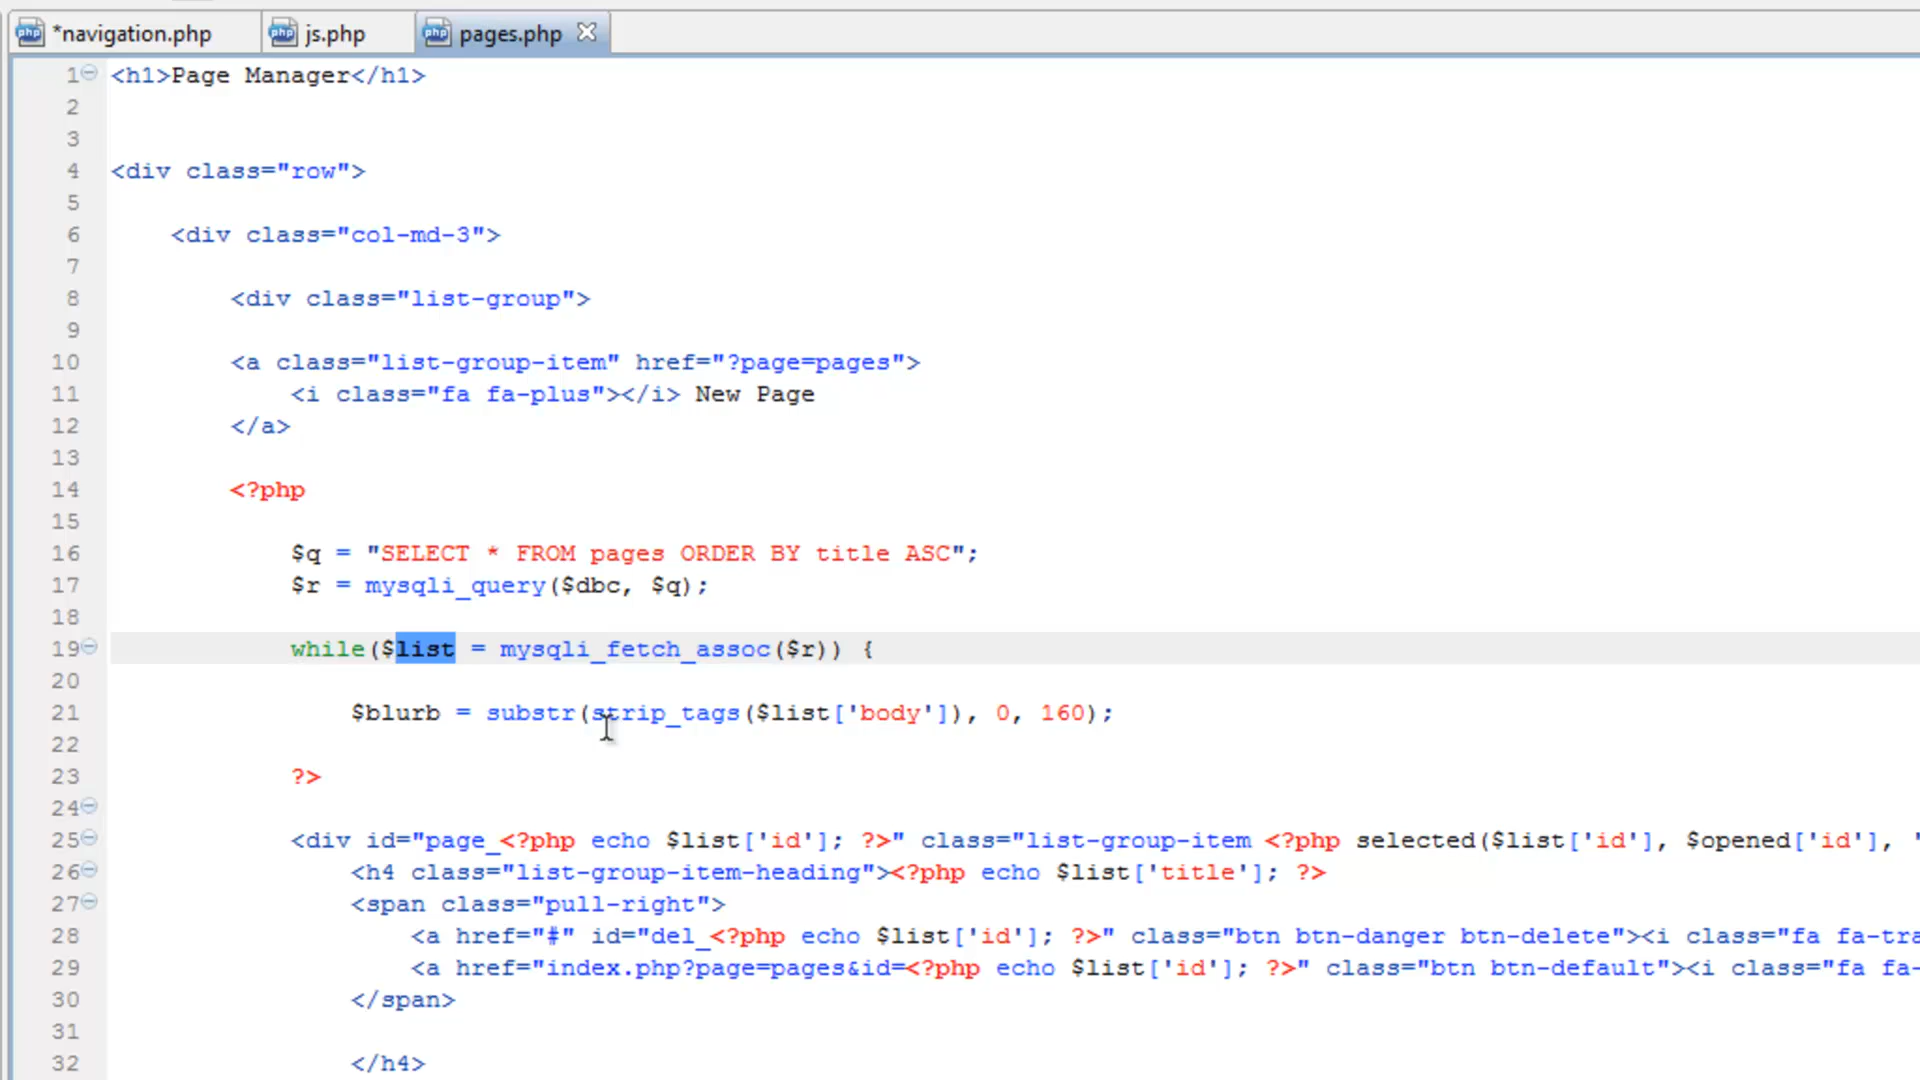 *navigation.php js.php pages.php
1 <h1>Page Manager</h1>
2
3
4 <div class="row">
5
6 <div class="col-md-3">
7
8 <div class="list-group">
9
10 <a class="list-group-item" href="?page=pages">
11 <i class="fa fa-plus"></i> New Page
12 </a>
13
14 <?php
15
16 $q = "SELECT * FROM pages ORDER BY title ASC";
17 $r = mysqli_query($dbc, $q);
18
19 while($list = mysqli_fetch_assoc($r)) {
20
21 $blurb = substr(strip_tags($list['body']), 0, 160);
22
23 ?>
24
25 <div id="page_<?php echo $list['id']; ?>" class="list-group-item <?php selected($list['id'], $opened['id'], '
26 <h4 class="list-group-item-heading"><?php echo $list['title']; ?>
27 <span class="pull-right">
28 <a href="#" id="del_<?php echo $list['id']; ?>" class="btn btn-danger btn-delete"><i class="fa fa-tra
29 <a href="index.php?page=pages&id=<?php echo $list['id']; ?>" class="btn btn-default"><i class="fa fa-
30 </span>
31
32 </h4>